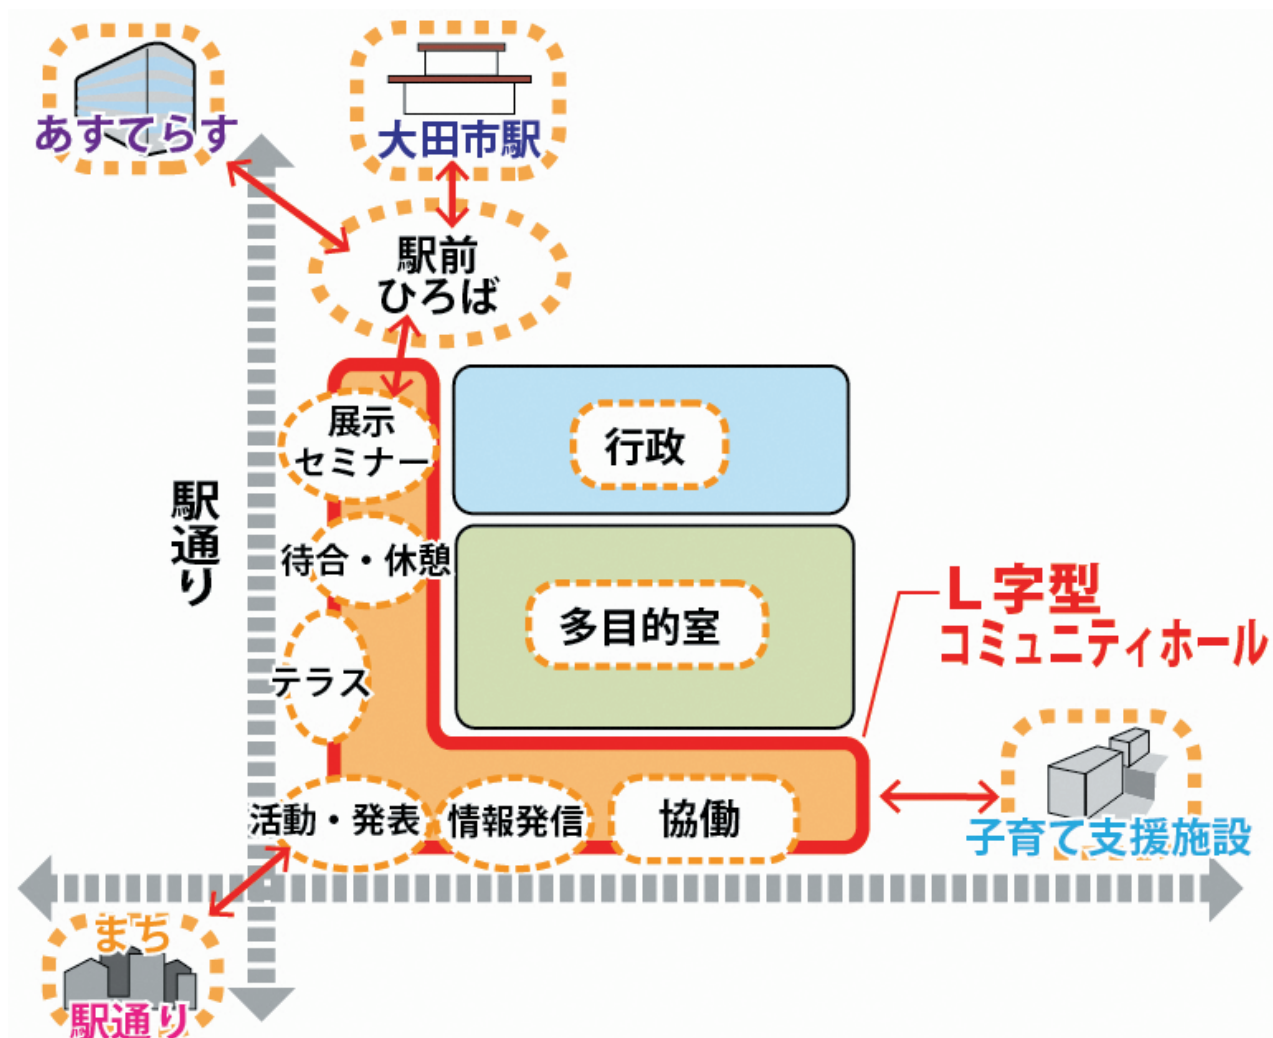 あすてらす
大田市駅
駅前
ひろば
展示
セミナー
行政
待合・休憩
駅通り
多目的室
L字型
コミュニティホール
テラス
活動・発表
情報発信
協働
子育て支援施設
まち
駅通り